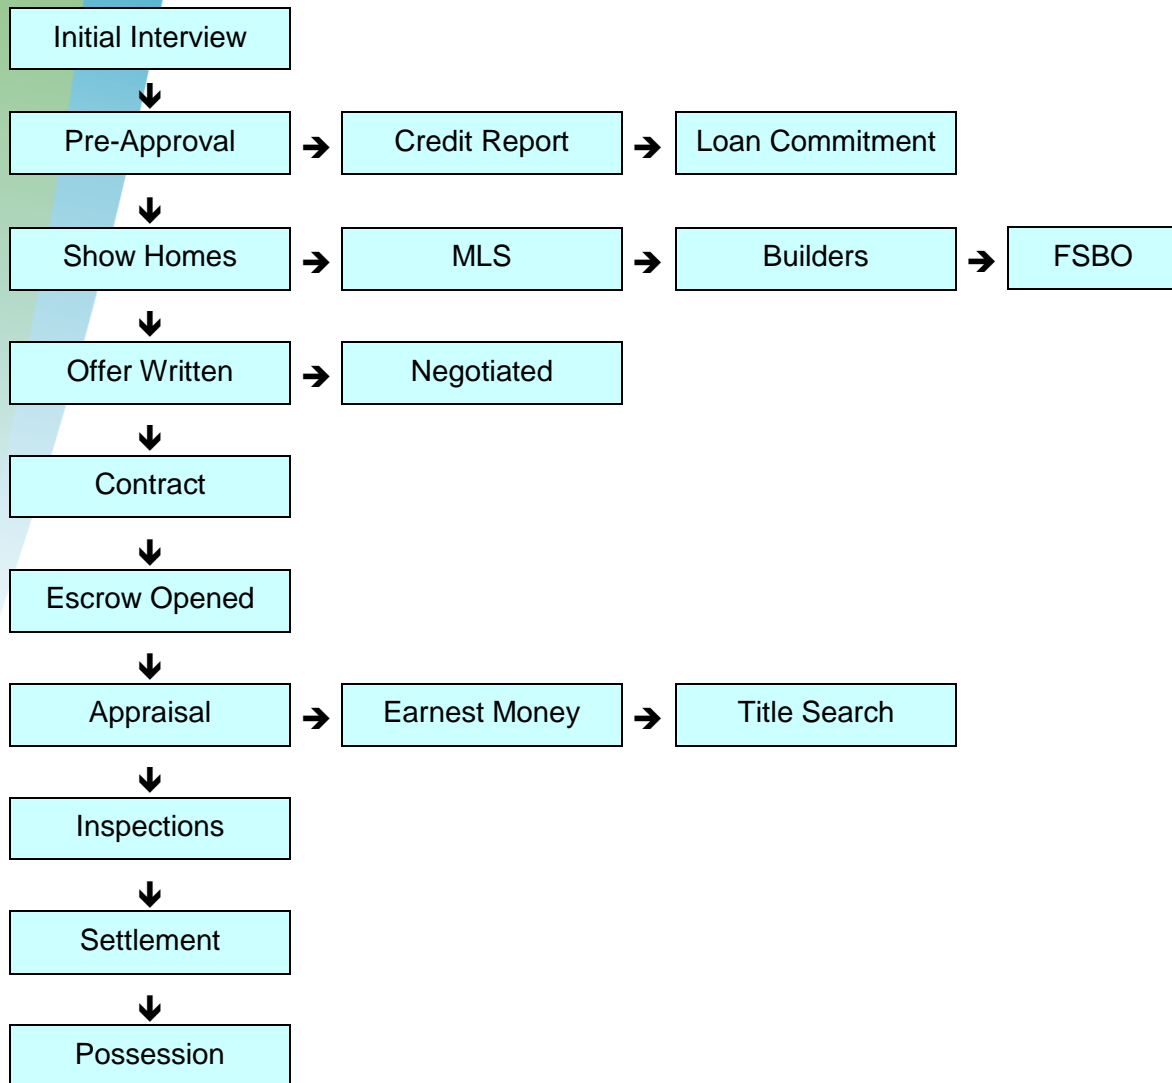 Initial Interview
Pre-Approval
Credit Report
Loan Commitment
Show Homes
MLS
Builders
FSBO
Offer Written
Negotiated
Contract
Escrow Opened
Appraisal
Earnest Money
Title Search
Inspections
Settlement
Possession